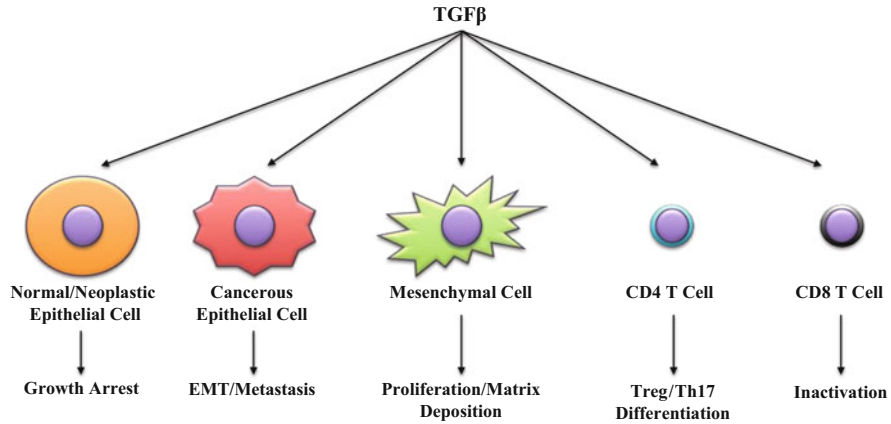 TGFβ
Normal/Neoplastic
Epithelial Cell
Cancerous
Epithelial Cell
Mesenchymal Cell
CD4 T Cell
CD8 T Cell
Growth Arrest
EMT/Metastasis
Proliferation/Matrix
Deposition
Treg/Th17
Differentiation
Inactivation